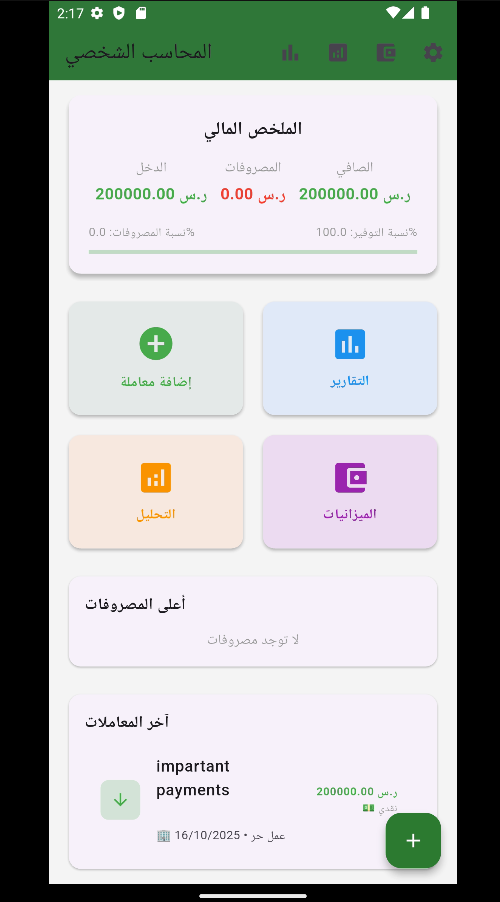 2:17
المحاسب الشخصي
الملخص المالي
الدخل المصروفات الصافي
200000.00 ر.س 0.00 ر.س 200000.00 ر.س
%نسبة المصروفات: 0.0 %نسبة التوفير: 100.0
إضافة معاملة
التقارير
التحليل
الميزانيات
أعلى المصروفات
لا توجد مصروفات
آخر المعاملات
impartant
payments
200000.00 ر.س
نقدي
عمل حر • 16/10/2025